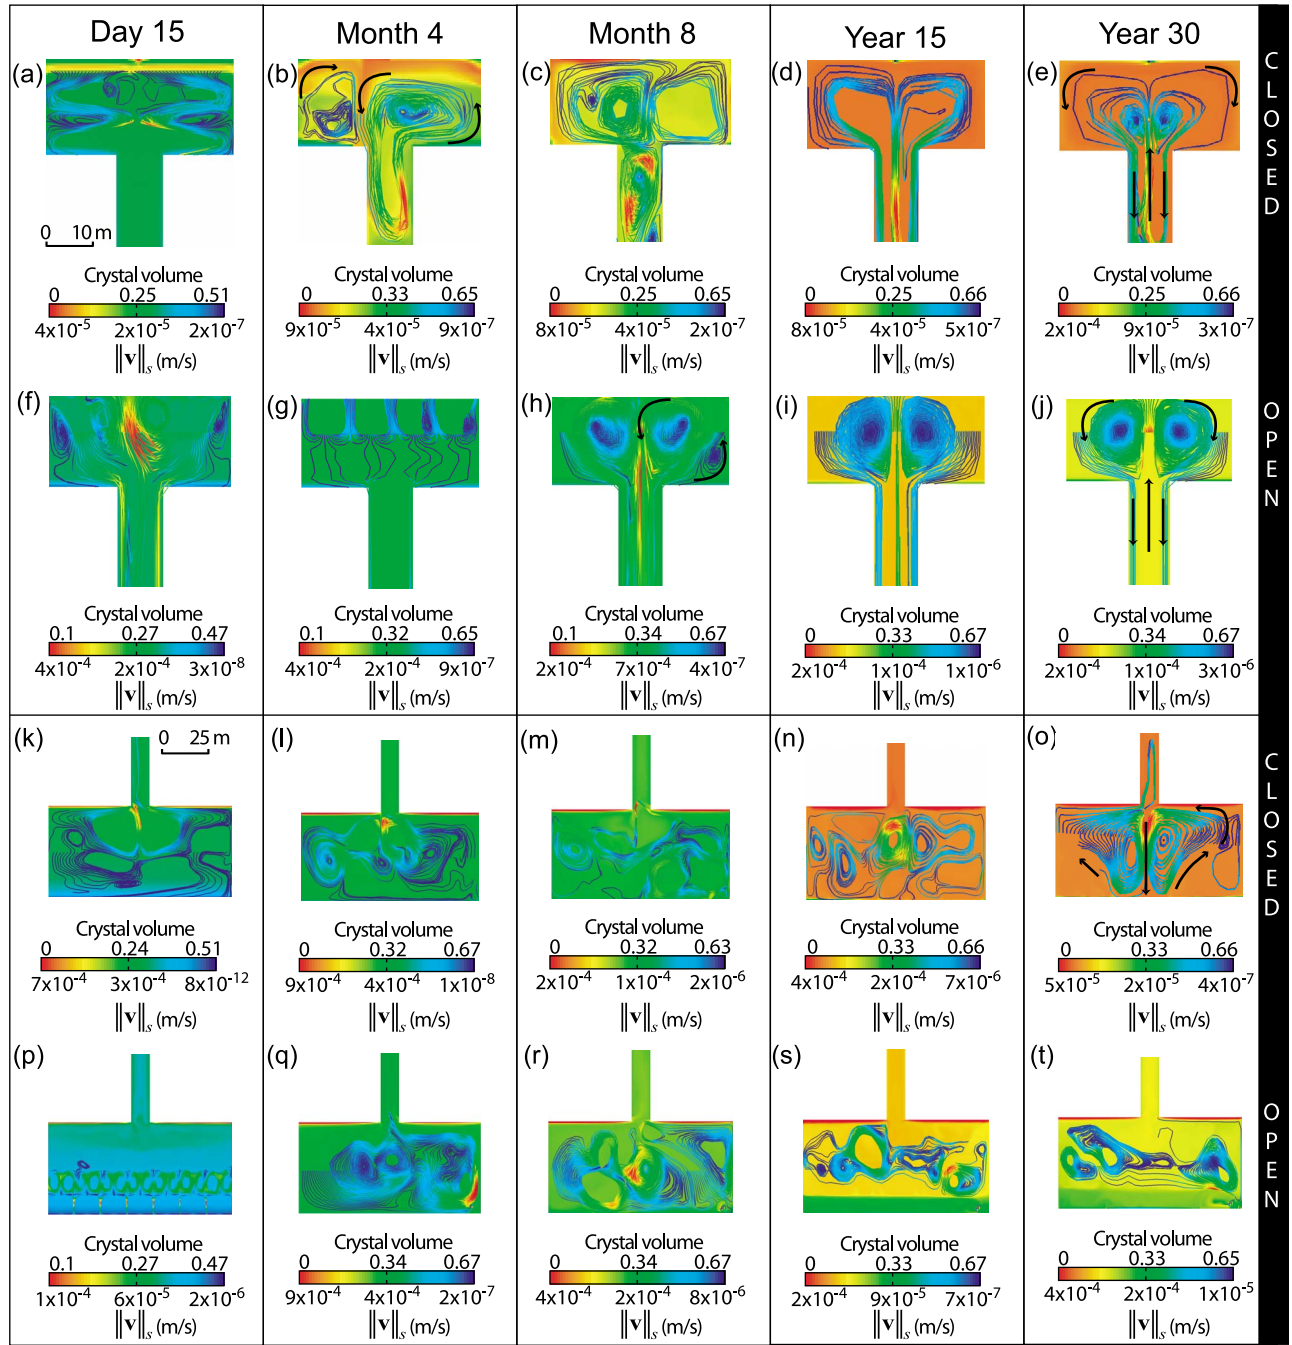 Day 15 Month 4 Month 8 Year 15 Year 30
(a) (b) (c) (d) (e)
0 10 m
Crystal volume Crystal volume Crystal volume Crystal volume Crystal volume
0 0.25 0.51 0 0.33 0.65 0 0.25 0.65 0 0.25 0.66 0 0.25 0.66
4x10⁻⁵ 2x10⁻⁵ 2x10⁻⁷ 9x10⁻⁵ 4x10⁻⁵ 9x10⁻⁷ 8x10⁻⁵ 4x10⁻⁵ 2x10⁻⁷ 8x10⁻⁵ 4x10⁻⁵ 5x10⁻⁷ 2x10⁻⁴ 9x10⁻⁵ 3x10⁻⁷
‖v‖s (m/s) ‖v‖s (m/s) ‖v‖s (m/s) ‖v‖s (m/s) ‖v‖s (m/s)
CLOSED
(f) (g) (h) (i) (j)
Crystal volume Crystal volume Crystal volume Crystal volume Crystal volume
0.1 0.27 0.47 0.1 0.32 0.65 0.1 0.34 0.67 0 0.33 0.67 0 0.34 0.67
4x10⁻⁴ 2x10⁻⁴ 3x10⁻⁸ 4x10⁻⁴ 2x10⁻⁴ 9x10⁻⁷ 2x10⁻⁴ 7x10⁻⁴ 4x10⁻⁷ 2x10⁻⁴ 1x10⁻⁴ 1x10⁻⁶ 2x10⁻⁴ 1x10⁻⁴ 3x10⁻⁶
‖v‖s (m/s) ‖v‖s (m/s) ‖v‖s (m/s) ‖v‖s (m/s) ‖v‖s (m/s)
OPEN
(k) (l) (m) (n) (o)
0 25 m
Crystal volume Crystal volume Crystal volume Crystal volume Crystal volume
0 0.24 0.51 0 0.32 0.67 0 0.32 0.63 0 0.33 0.66 0 0.33 0.66
7x10⁻⁴ 3x10⁻⁴ 8x10⁻¹² 9x10⁻⁴ 4x10⁻⁴ 1x10⁻⁸ 2x10⁻⁴ 1x10⁻⁴ 2x10⁻⁶ 4x10⁻⁴ 2x10⁻⁴ 7x10⁻⁶ 5x10⁻⁵ 2x10⁻⁵ 4x10⁻⁷
‖v‖s (m/s) ‖v‖s (m/s) ‖v‖s (m/s) ‖v‖s (m/s) ‖v‖s (m/s)
CLOSED
(p) (q) (r) (s) (t)
Crystal volume Crystal volume Crystal volume Crystal volume Crystal volume
0.1 0.27 0.47 0 0.34 0.67 0 0.34 0.67 0 0.33 0.67 0 0.33 0.65
1x10⁻⁴ 6x10⁻⁵ 2x10⁻⁶ 9x10⁻⁴ 4x10⁻⁴ 2x10⁻⁷ 4x10⁻⁴ 2x10⁻⁴ 8x10⁻⁶ 2x10⁻⁴ 9x10⁻⁵ 7x10⁻⁷ 4x10⁻⁴ 2x10⁻⁴ 1x10⁻⁵
‖v‖s (m/s) ‖v‖s (m/s) ‖v‖s (m/s) ‖v‖s (m/s) ‖v‖s (m/s)
OPEN